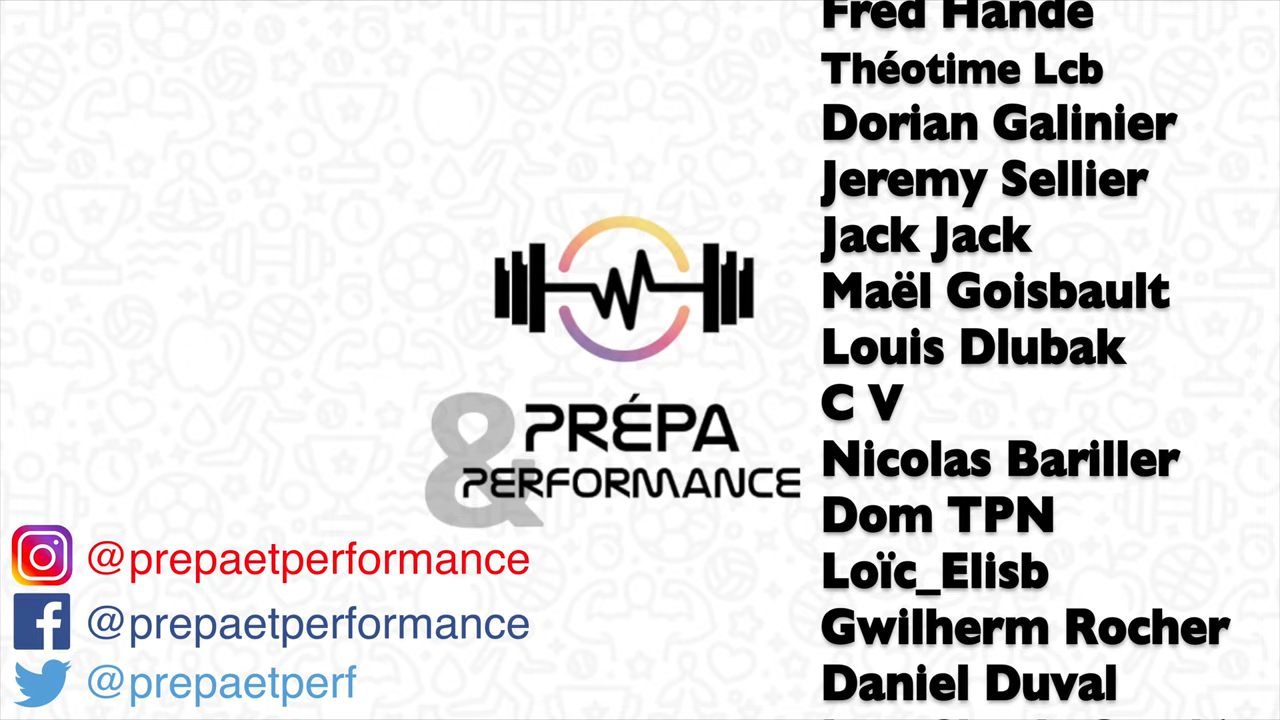 Fred Hande
Théotime Lcb
Dorian Galinier
Jeremy Sellier
Jack Jack
Maël Goisbault
Louis Dlubak
C V
Nicolas Bariller
Dom TPN
Loïc_Elisb
Gwilherm Rocher
Daniel Duval
& PRÉPA
PERFORMANCE
@prepaetperformance
@prepaetperformance
@prepaetperf